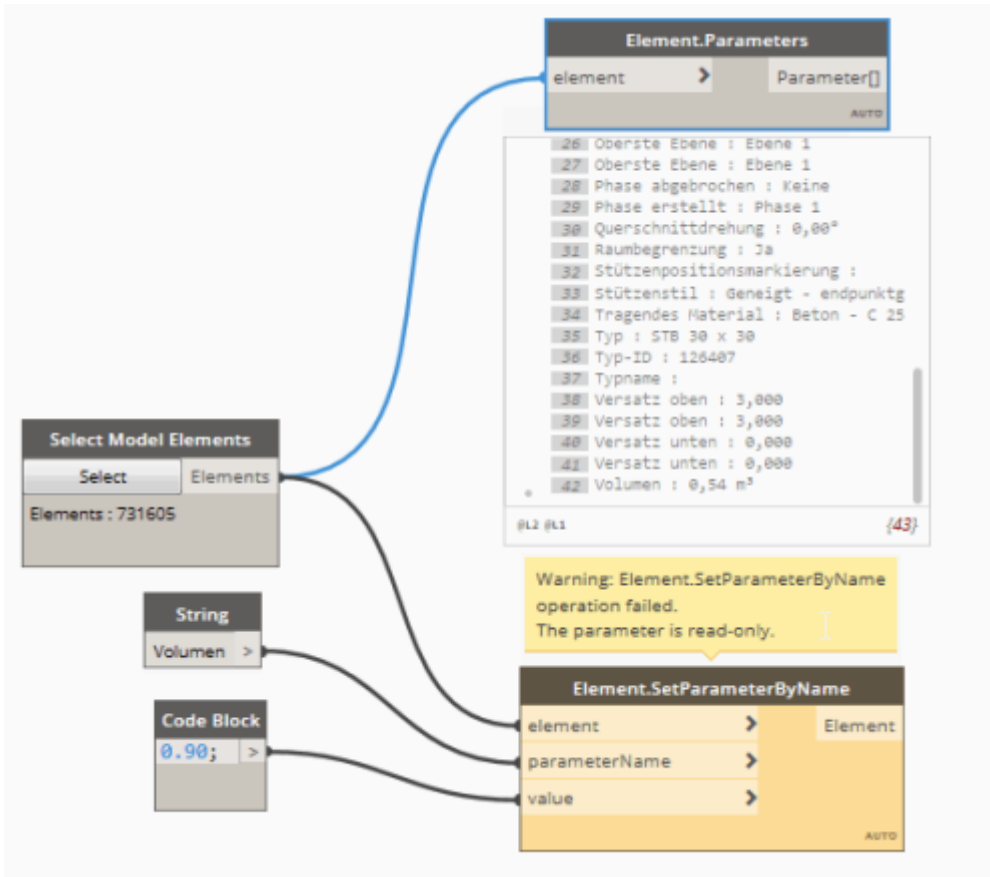 Element.Parameters
element > Parameter[]
AUTO
26 Oberste Ebene : Ebene 1
27 Oberste Ebene : Ebene 1
28 Phase abgebrochen : Keine
29 Phase erstellt : Phase 1
30 Querschnittdrehung : 0,00°
31 Raumbegrenzung : Ja
32 Stützenpositionsmarkierung :
33 Stützenstil : Geneigt - endpunktg
34 Tragendes Material : Beton - C 25
35 Typ : STB 30 x 30
36 Typ-ID : 126407
37 Typname :
38 Versatz oben : 3,000
39 Versatz oben : 3,000
40 Versatz unten : 0,000
41 Versatz unten : 0,000
42 Volumen : 0,54 m³
@L2 @L1 {43}
Select Model Elements
Select Elements
Elements : 731605
Warning: Element.SetParameterByName
operation failed.
The parameter is read-only.
String
Volumen >
Code Block
0.90; >
Element.SetParameterByName
element > Element
parameterName >
value >
AUTO